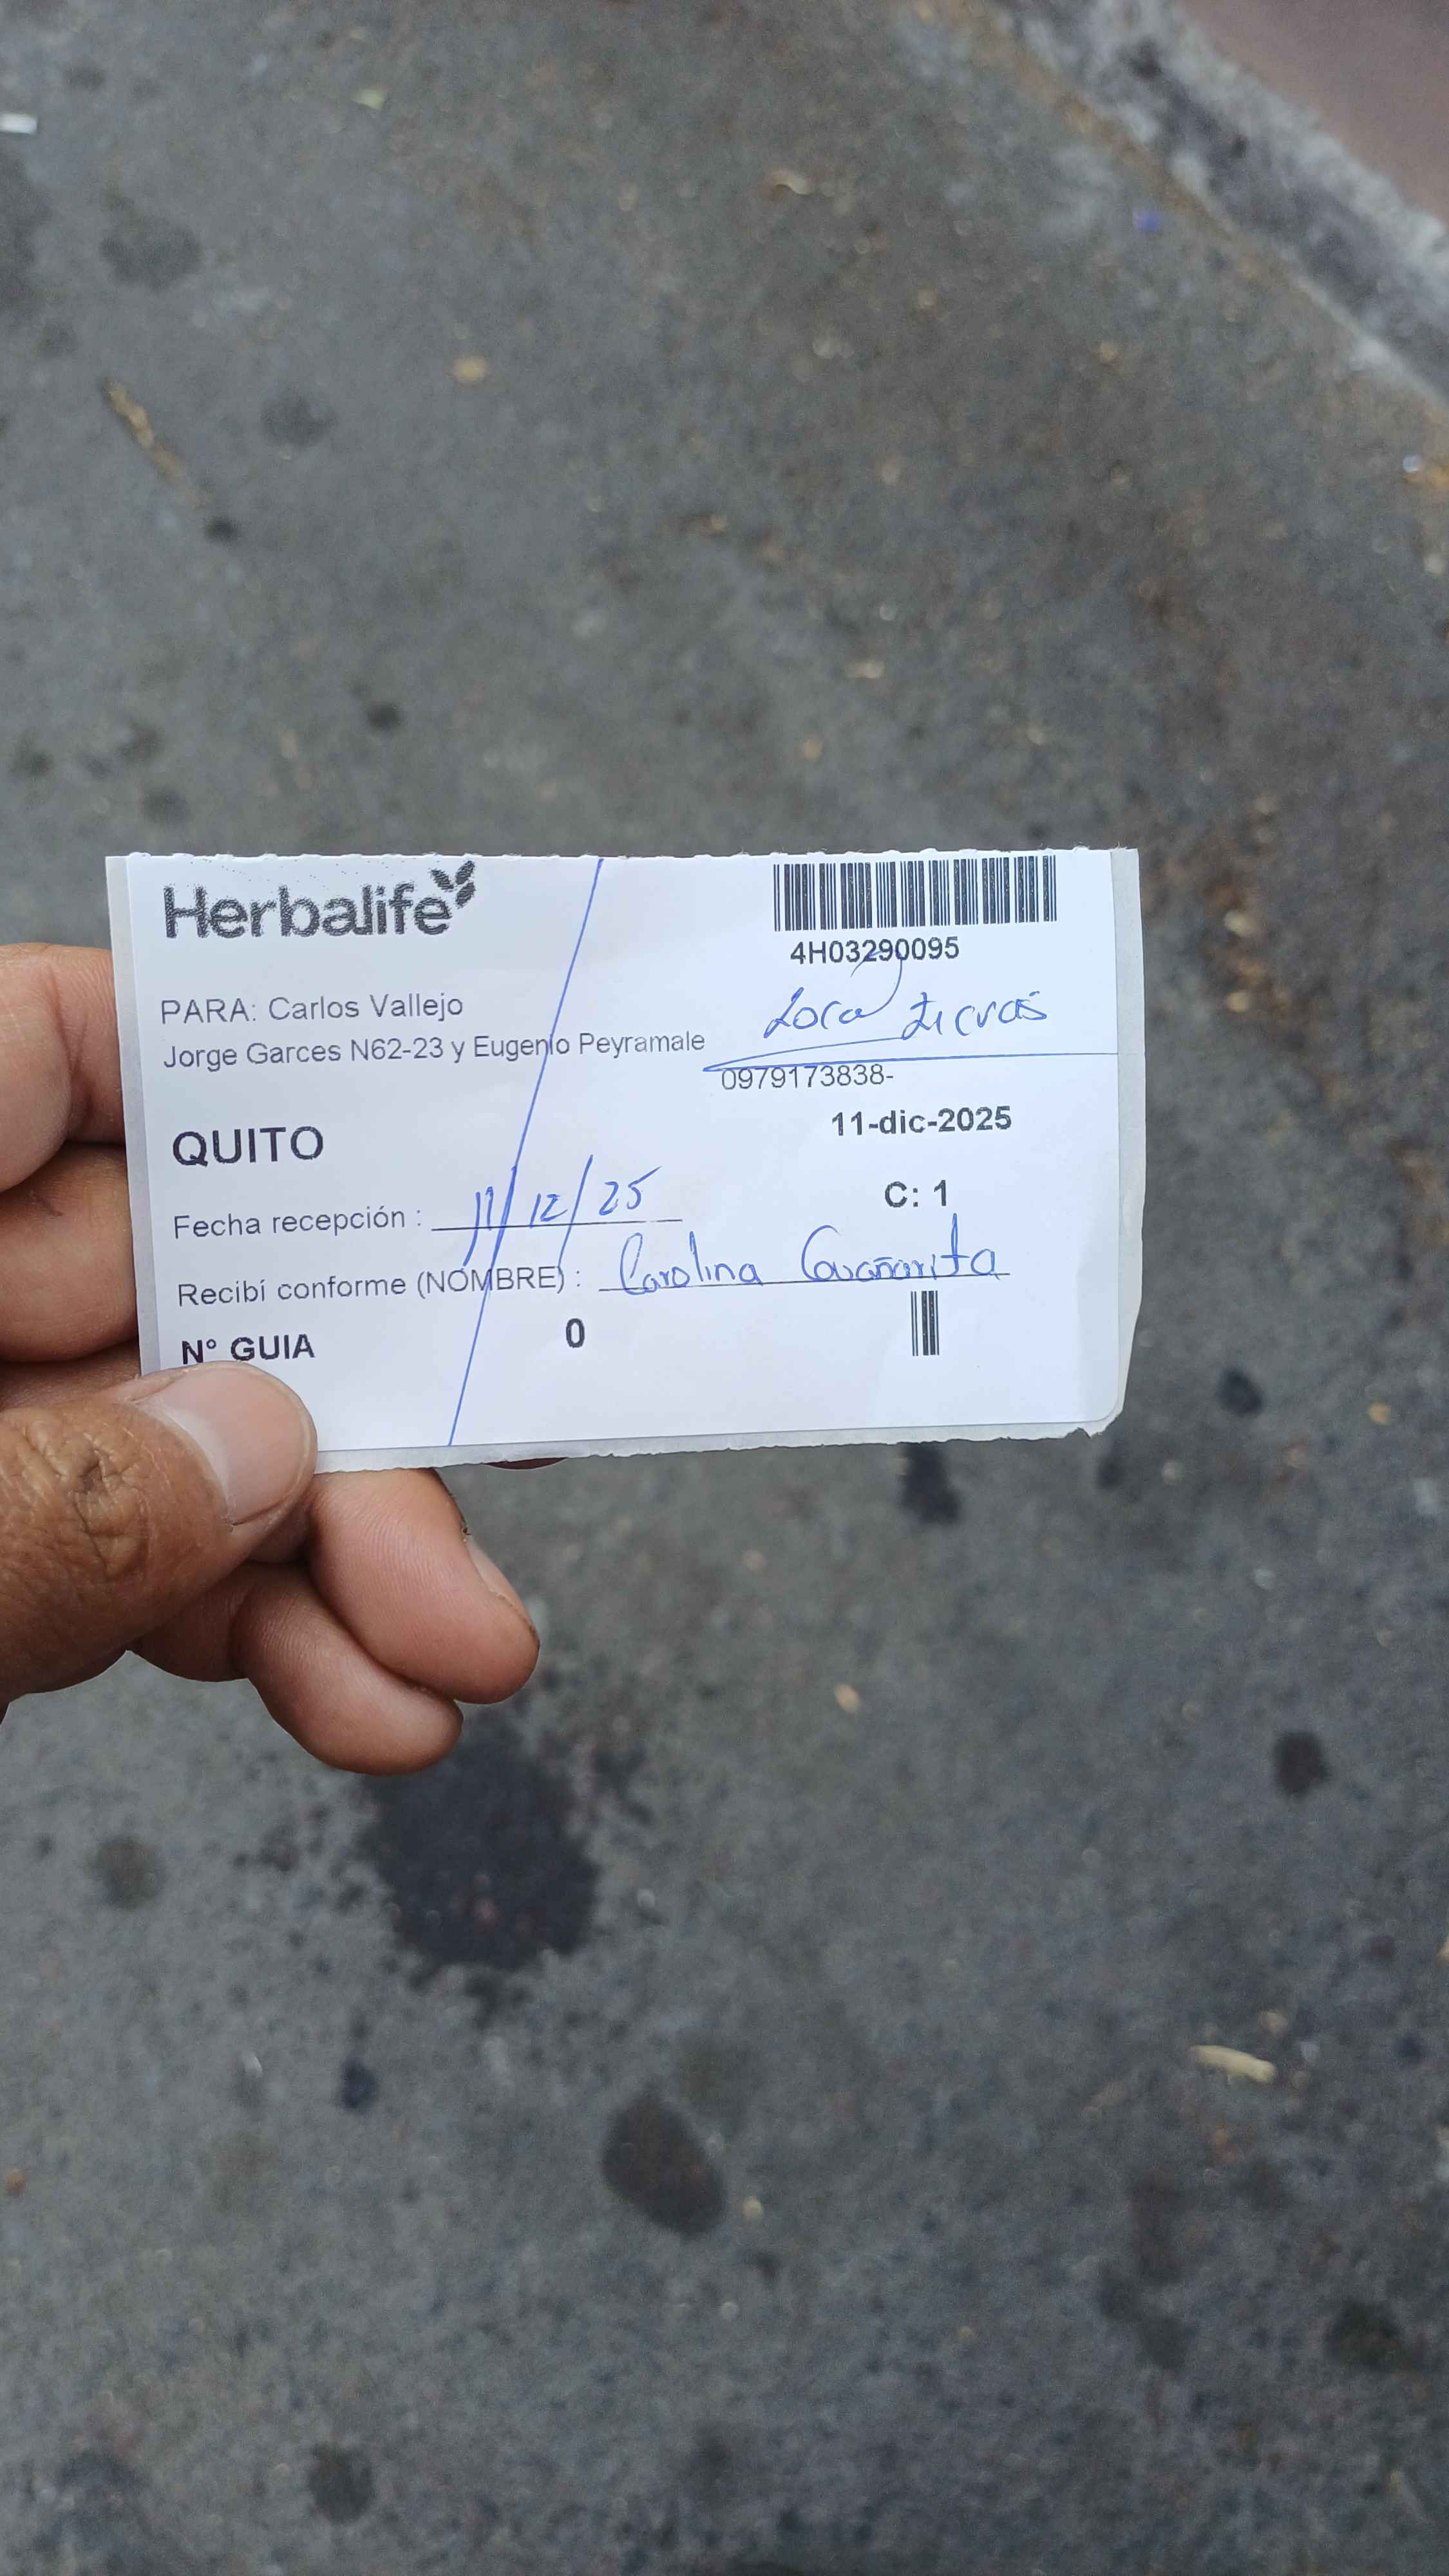 Herbalife
4H03290095
PARA: Carlos Vallejo
Local
Jorge Garces N62-23 y Eugenio Peyramale
0979173838-
QUITO
11-dic-2025
Fecha recepción : 11/12/25
C: 1
Recibí conforme (NOMBRE) : Carolina
N° GUIA 0